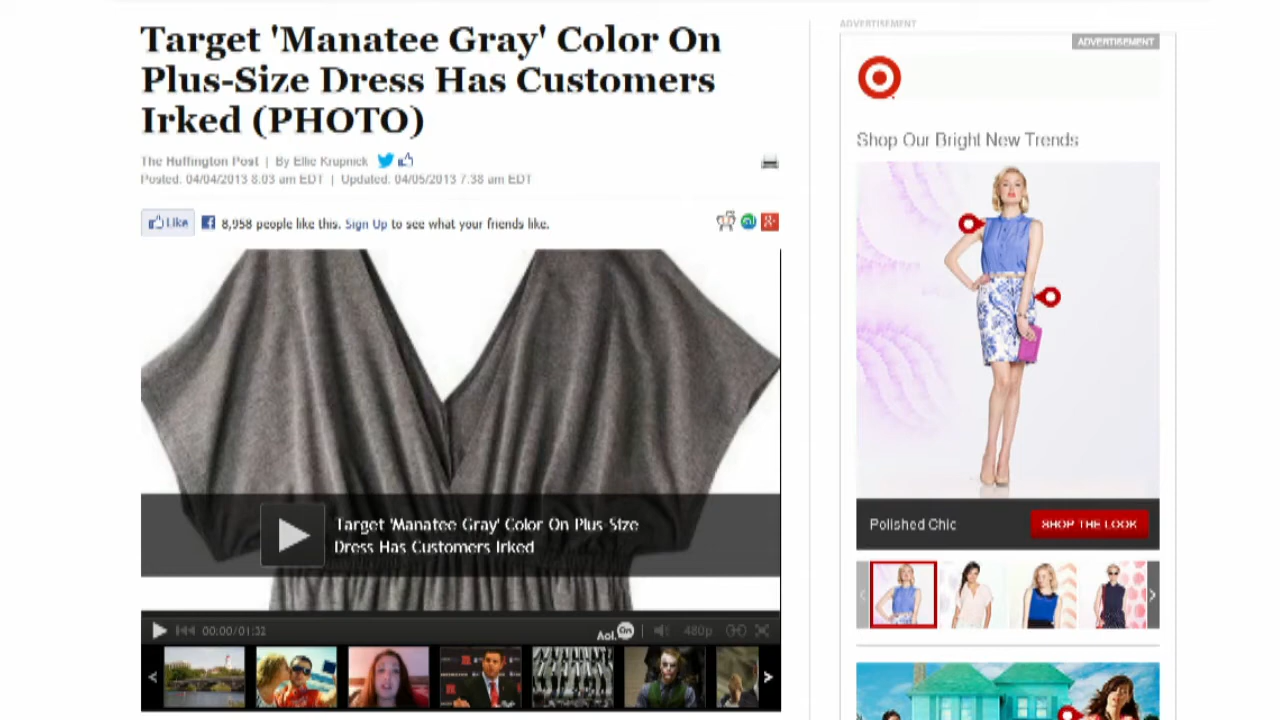 ADVERTISEMENT
Target 'Manatee Gray' Color On
Plus-Size Dress Has Customers
Irked (PHOTO)
The Huffington Post | By Ellie Krupnick
Posted: 04/04/2013 8:03 am EDT | Updated: 04/05/2013 7:38 am EDT
Like
8,958 people like this. Sign Up to see what your friends like.
Target 'Manatee Gray' Color On Plus-Size
Dress Has Customers Irked
00:00/01:32
Aol. On
480p
ADVERTISEMENT
Shop Our Bright New Trends
Polished Chic
SHOP THE LOOK